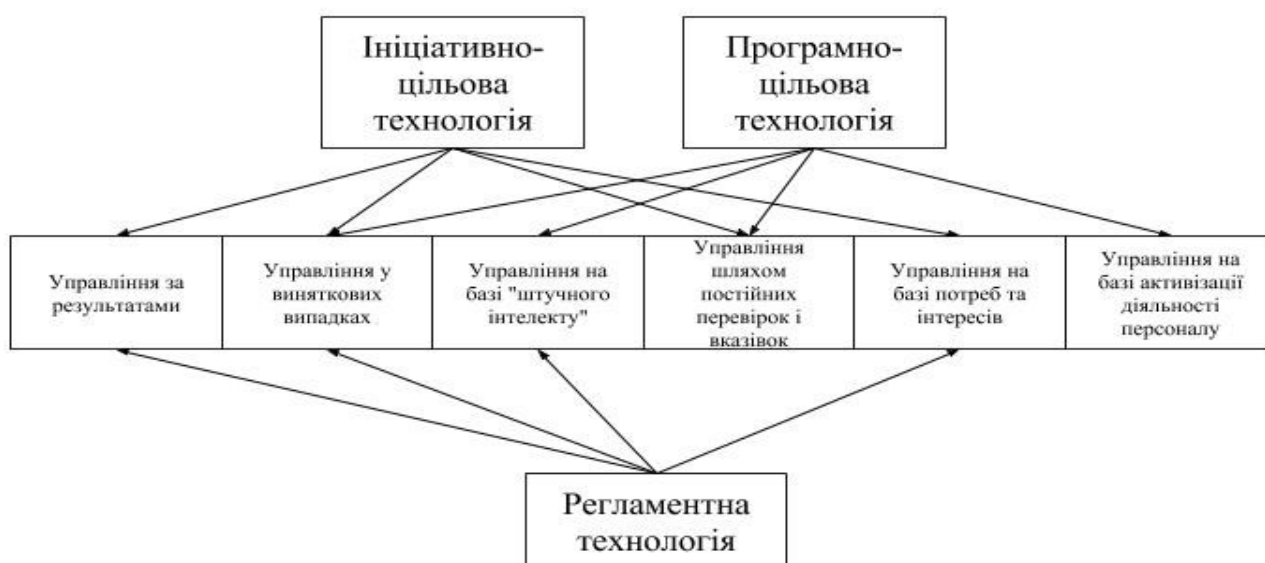 Ініціативно-
цільова
технологія
Програмно-
цільова
технологія
Управління за
результатами
Управління у
виняткових
випадках
Управління на
базі "штучного
інтелекту"
Управління
шляхом
постійних
перевірок і
вказівок
Управління на
базі потреб та
інтересів
Управління на
базі активізації
діяльності
персоналу
Регламентна
технологія